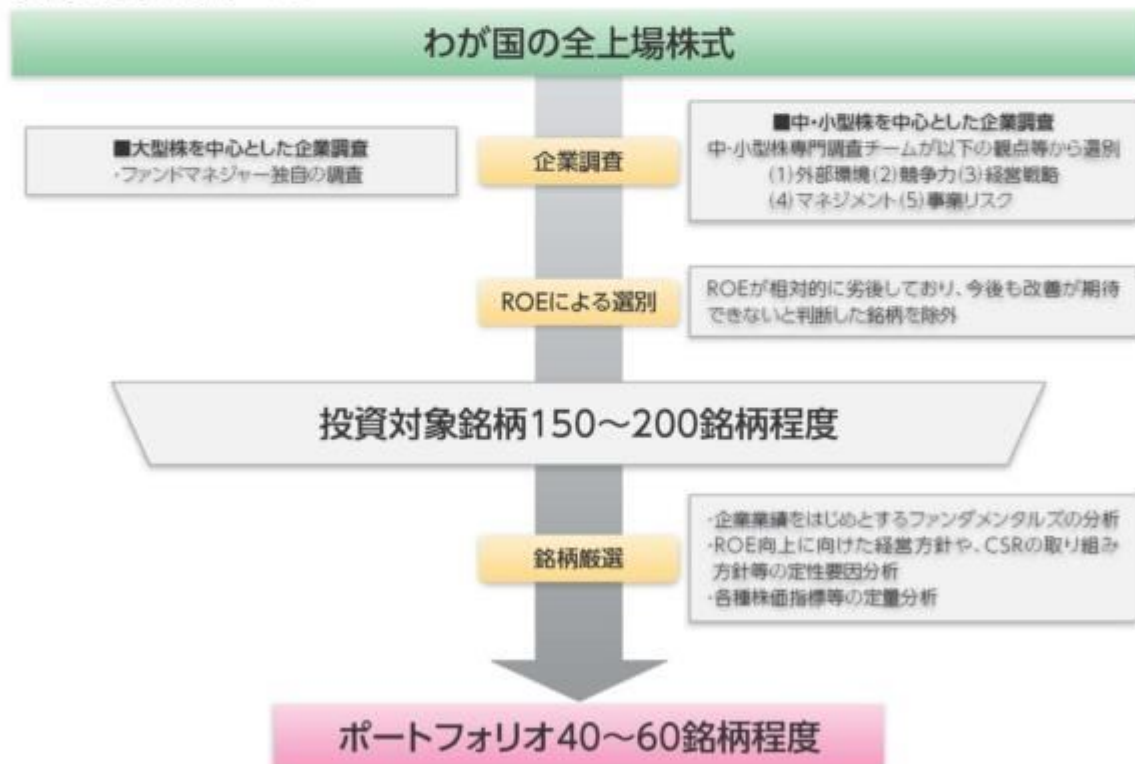 わが国の全上場株式
■大型株を中心とした企業調査
・ファンドマネジャー独自の調査
企業調査
■中・小型株を中心とした企業調査
中・小型株専門調査チームが以下の観点等から選別
(1)外部環境(2)競争力(3)経営戦略
(4)マネジメント(5)事業リスク
ROEによる選別
ROEが相対的に劣後しており、今後も改善が期待
できないと判断した銘柄を除外
投資対象銘柄150～200銘柄程度
銘柄厳選
・企業業績をはじめとするファンダメンタルズの分析
・ROE向上に向けた経営方針や、CSRの取り組み
方針等の定性要因分析
・各種株価指標等の定量分析
ポートフォリオ40～60銘柄程度